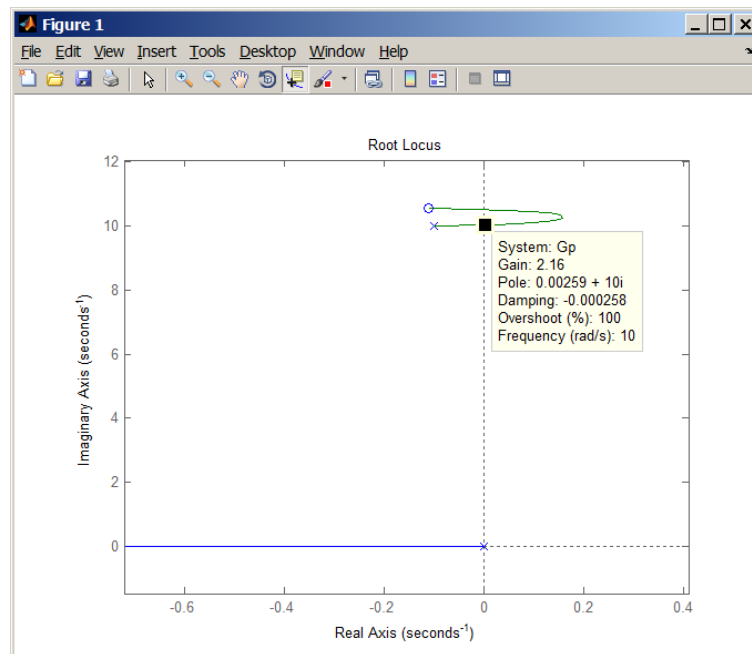 Figure 1
File Edit View Insert Tools Desktop Window Help
Root Locus
12
10
8
6
4
2
0
Imaginary Axis (seconds⁻¹)
System: Gp
Gain: 2.16
Pole: 0.00259 + 10i
Damping: -0.000258
Overshoot (%): 100
Frequency (rad/s): 10
-0.6 -0.4 -0.2 0 0.2 0.4
Real Axis (seconds⁻¹)